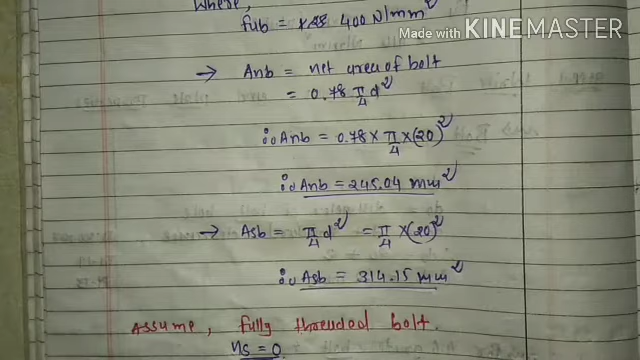 Made with KINEMASTER
Where,
fub = 400 N/mm²
→ Anb = net area of bolt
= 0.78 π/4 d²
∴ Anb = 0.78 × π/4 × (20)²
∴ Anb = 245.04 mm²
→ Asb = π/4 d² = π/4 × (20)²
∴ Asb = 314.15 mm²
Assume, fully threaded bolt.
ns = 0